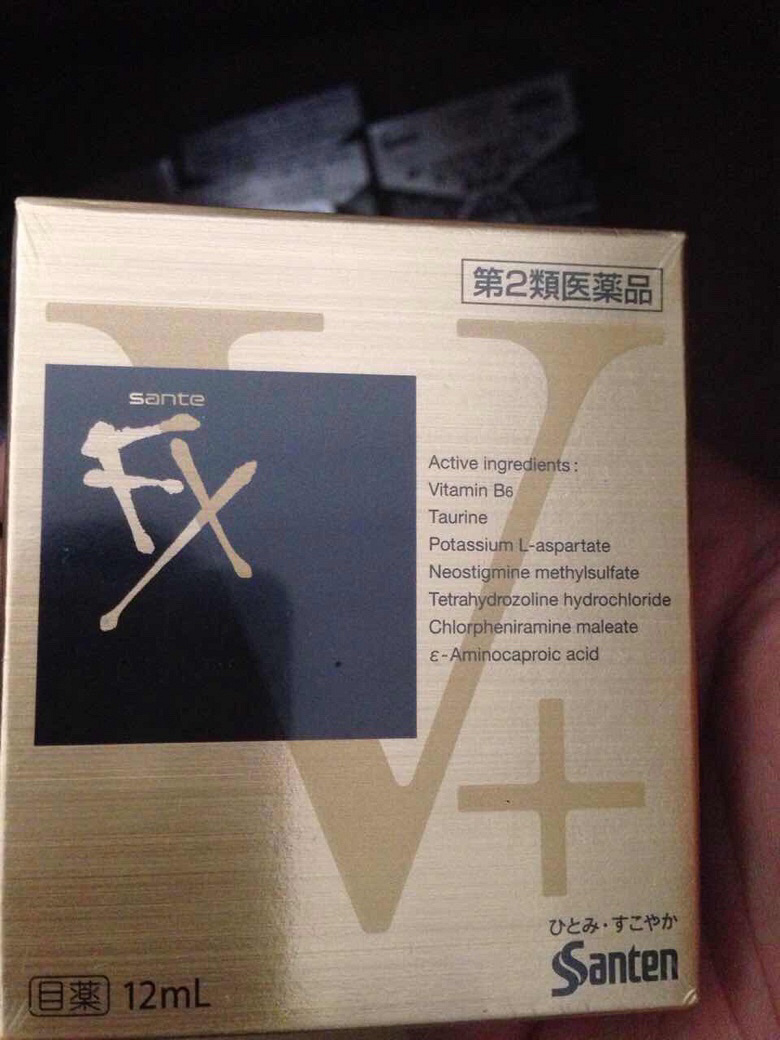 第2類医薬品
sante
FX
V+
Active ingredients:
Vitamin B6
Taurine
Potassium L-aspartate
Neostigmine methylsulfate
Tetrahydrozoline hydrochloride
Chlorpheniramine maleate
ε-Aminocaproic acid
ひとみ・すこやか
Santen
目薬 12mL